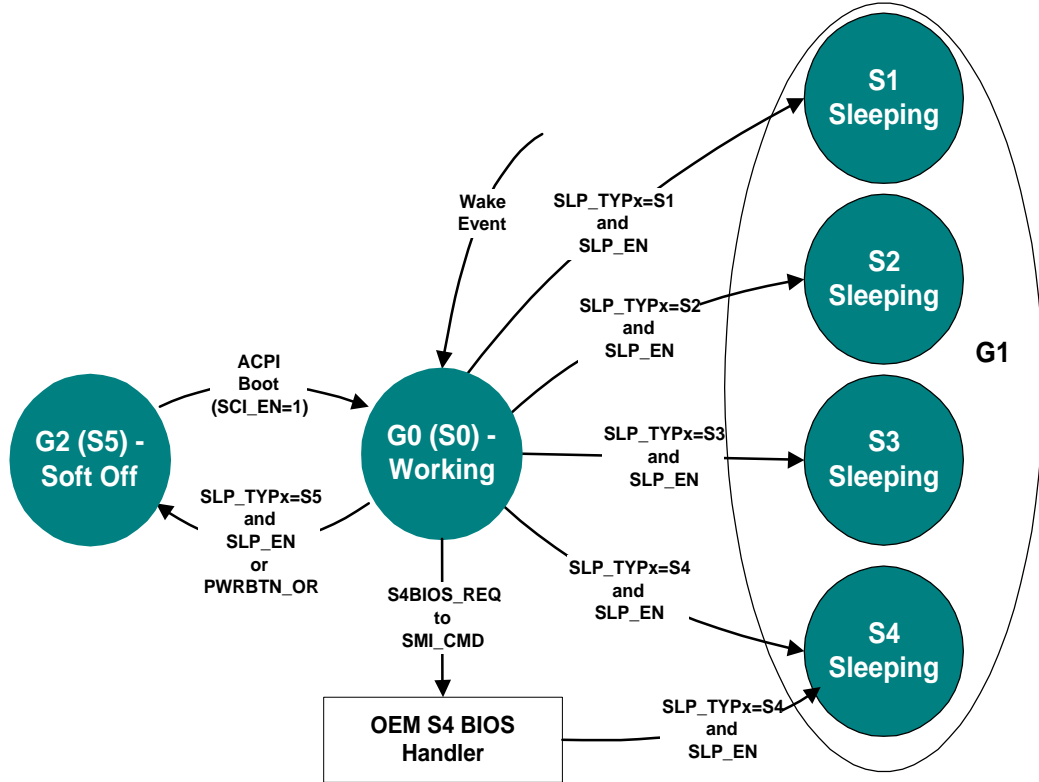 S1
Sleeping
Wake
Event
SLP_TYPx=S1
and
SLP_EN
S2
Sleeping
SLP_TYPx=S2
and
SLP_EN
G1
ACPI
Boot
(SCI_EN=1)
G2 (S5) -
Soft Off
G0 (S0) -
Working
SLP_TYPx=S3
and
SLP_EN
S3
Sleeping
SLP_TYPx=S5
and
SLP_EN
or
PWRBTN_OR
S4BIOS_REQ
to
SMI_CMD
SLP_TYPx=S4
and
SLP_EN
S4
Sleeping
OEM S4 BIOS
Handler
SLP_TYPx=S4
and
SLP_EN